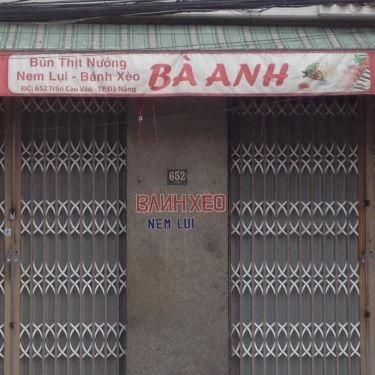 Bún Thịt Nướng
Nem Lụi - Bánh Xèo
BÀ ANH
ĐC: 652 Trần Cao Vân - TP.Đà Nẵng
652
BÁNH XÈO
NEM LỤI